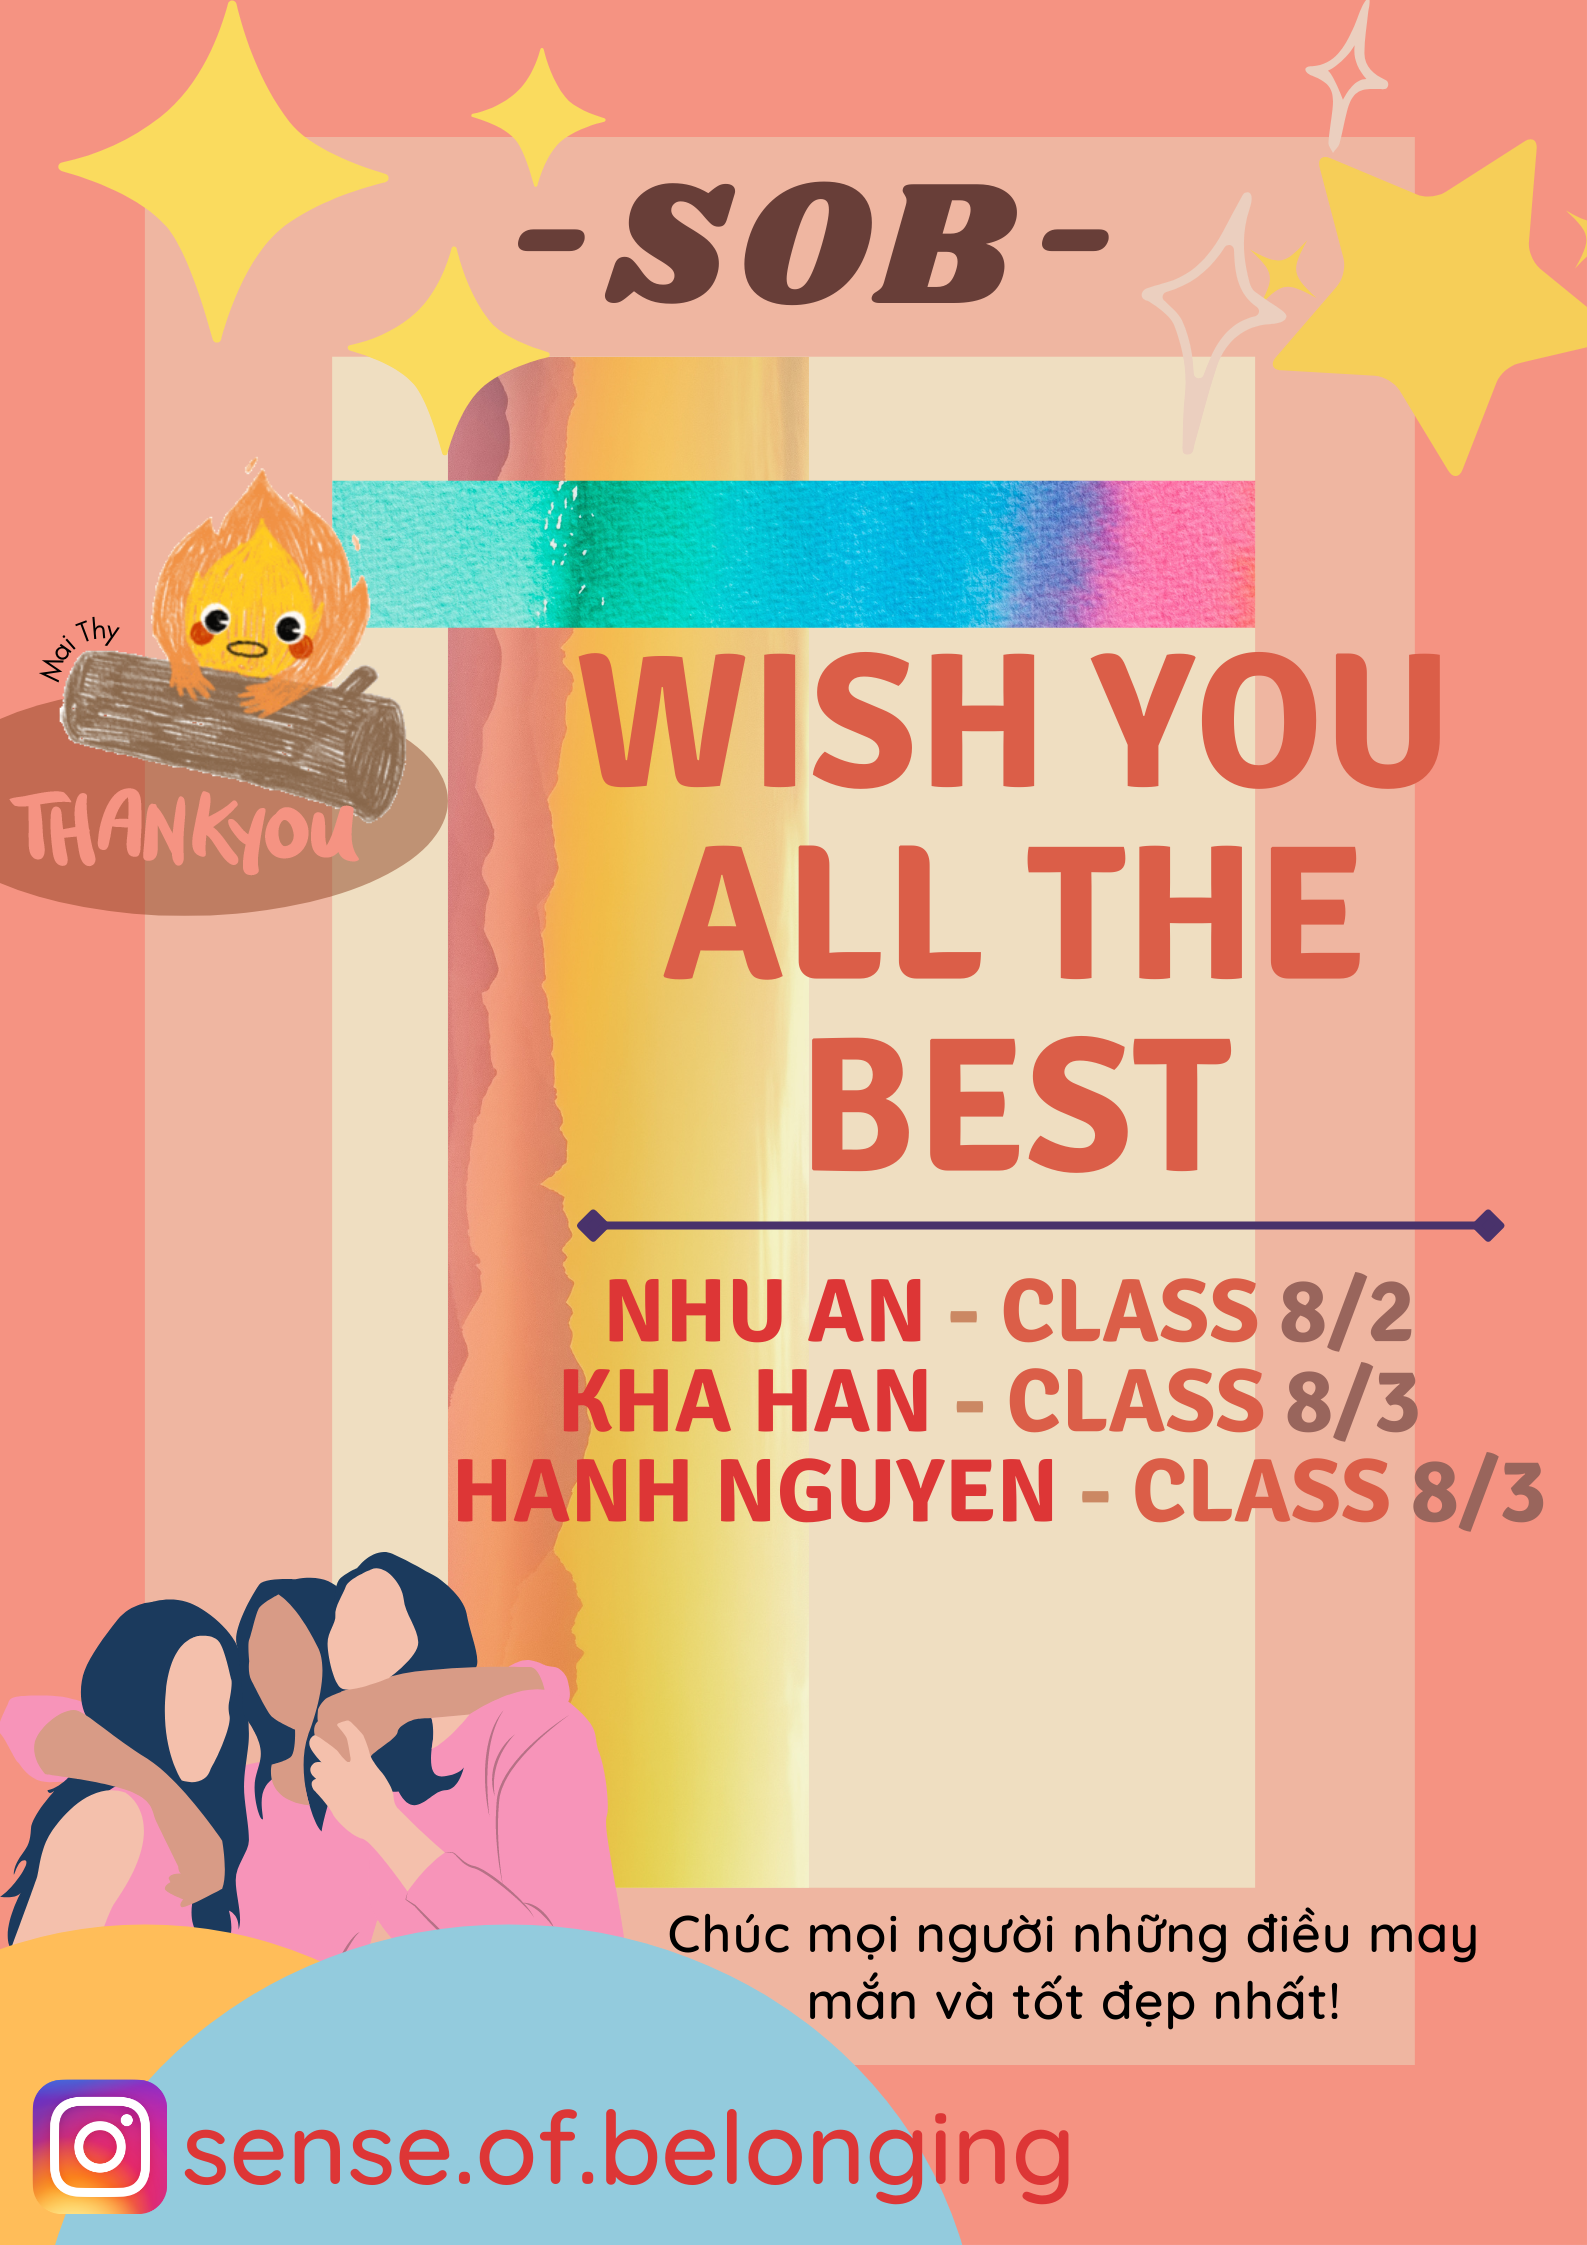 -SOB-
Mai Thy
THANKYOU
WISH YOU
ALL THE
BEST
NHU AN - CLASS 8/2
KHA HAN - CLASS 8/3
HANH NGUYEN - CLASS 8/3
Chúc mọi người những điều may
mắn và tốt đẹp nhất!
sense.of.belonging